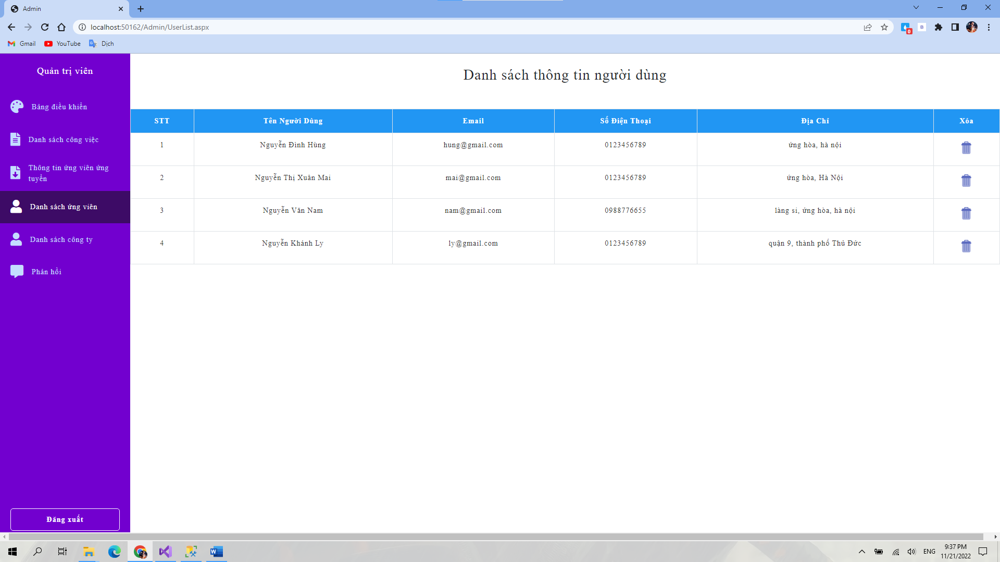 Admin
localhost:50162/Admin/UserList.aspx
0
B
Gmail
YouTube
Dịch
Quản trị viên
Bảng điều khiển
Danh sách công việc
Thông tin ứng viên ứng
tuyển
Danh sách ứng viên
Danh sách công ty
Phản hồi
Đăng xuất
Danh sách thông tin người dùng
STT Tên Người Dùng Email Số Điện Thoại Địa Chỉ Xóa
1 Nguyễn Đình Hùng hung@gmail.com 0123456789 ứng hòa, hà nội
2 Nguyễn Thị Xuân Mai mai@gmail.com 0123456789 ứng hòa, Hà Nội
3 Nguyễn Văn Nam nam@gmail.com 0988776655 làng si, ứng hòa, hà nội
4 Nguyễn Khánh Ly ly@gmail.com 0123456789 quận 9, thành phố Thủ Đức
ENG
9:37 PM
11/21/2022